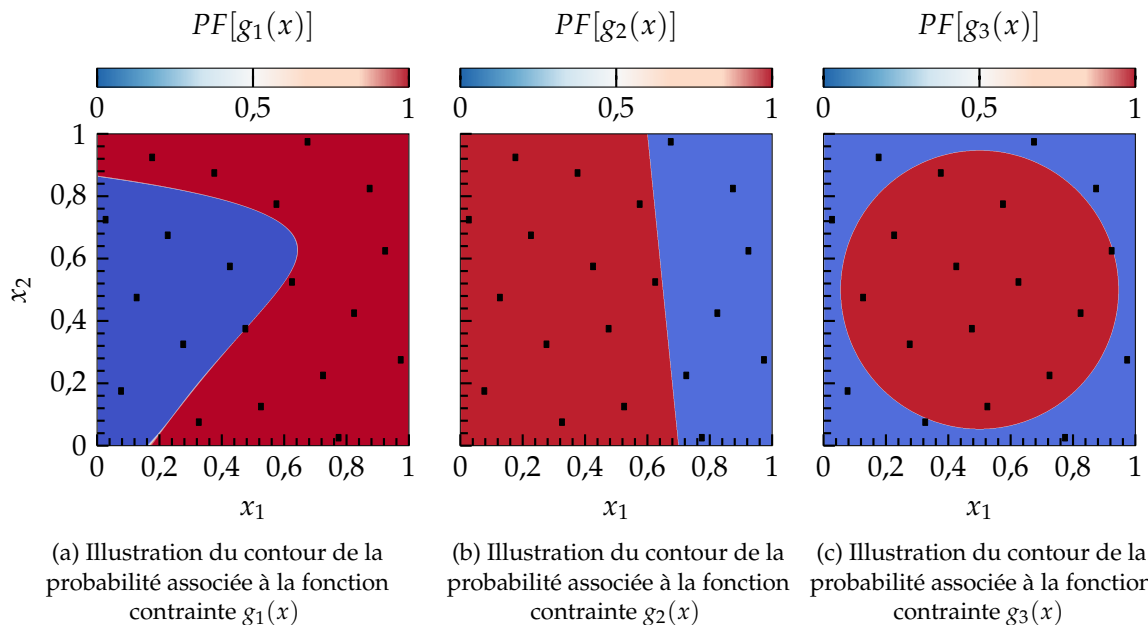 PF[g1(x)]
PF[g2(x)]
PF[g3(x)]
0 0,5 1
0 0,5 1
0 0,5 1
1
0,8
0,6
0,4
0,2
0
x2
0 0,2 0,4 0,6 0,8 1
0 0,2 0,4 0,6 0,8 1
0 0,2 0,4 0,6 0,8 1
x1
x1
x1
(a) Illustration du contour de la
probabilité associée à la fonction
contrainte g1(x)
(b) Illustration du contour de la
probabilité associée à la fonction
contrainte g2(x)
(c) Illustration du contour de la
probabilité associée à la fonction
contrainte g3(x)